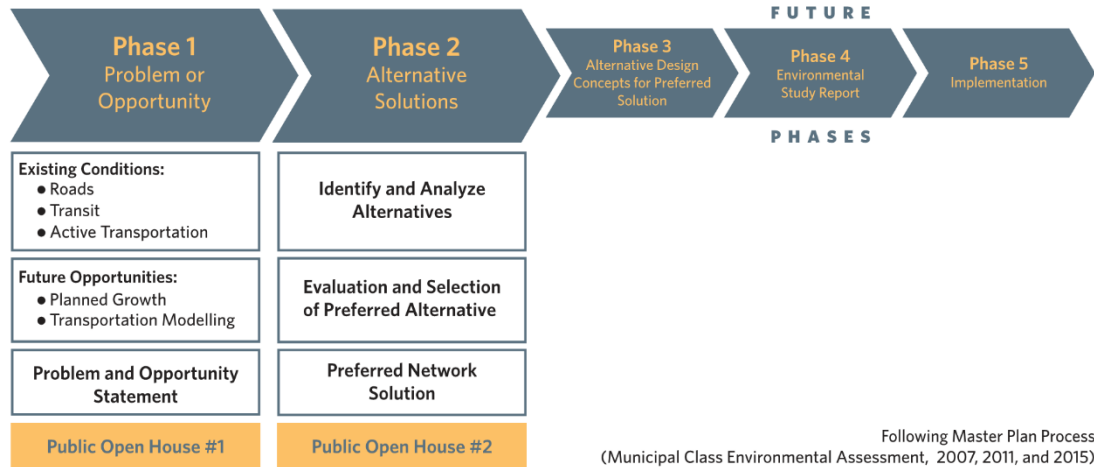 FUTURE
Phase 1
Problem or
Opportunity
Phase 2
Alternative
Solutions
Phase 3
Alternative Design
Concepts for Preferred
Solution
Phase 4
Environmental
Study Report
Phase 5
Implementation
PHASES
Existing Conditions:
● Roads
● Transit
● Active Transportation
Future Opportunities:
● Planned Growth
● Transportation Modelling
Problem and Opportunity
Statement
Public Open House #1
Identify and Analyze
Alternatives
Evaluation and Selection
of Preferred Alternative
Preferred Network
Solution
Public Open House #2
Following Master Plan Process
(Municipal Class Environmental Assessment, 2007, 2011, and 2015)